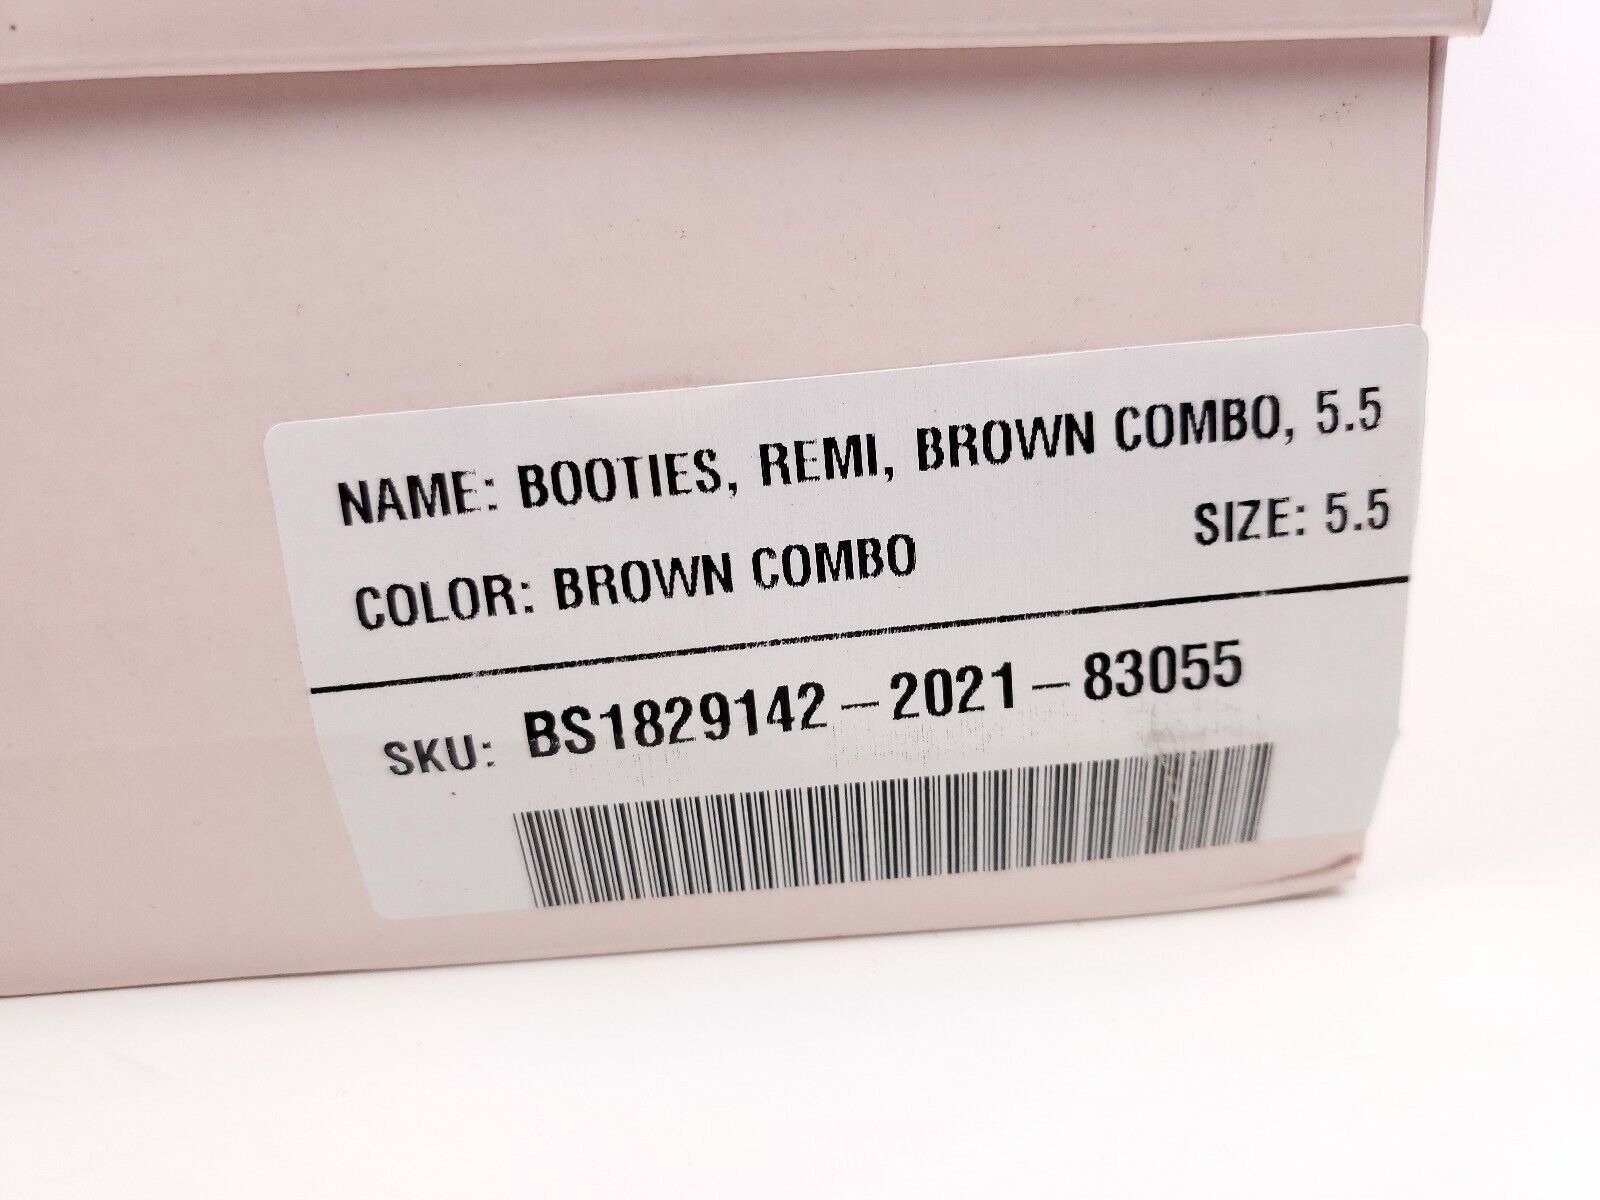 NAME: BOOTIES, REMI, BROWN COMBO, 5.5
COLOR: BROWN COMBO SIZE: 5.5
SKU: BS1829142-2021-83055